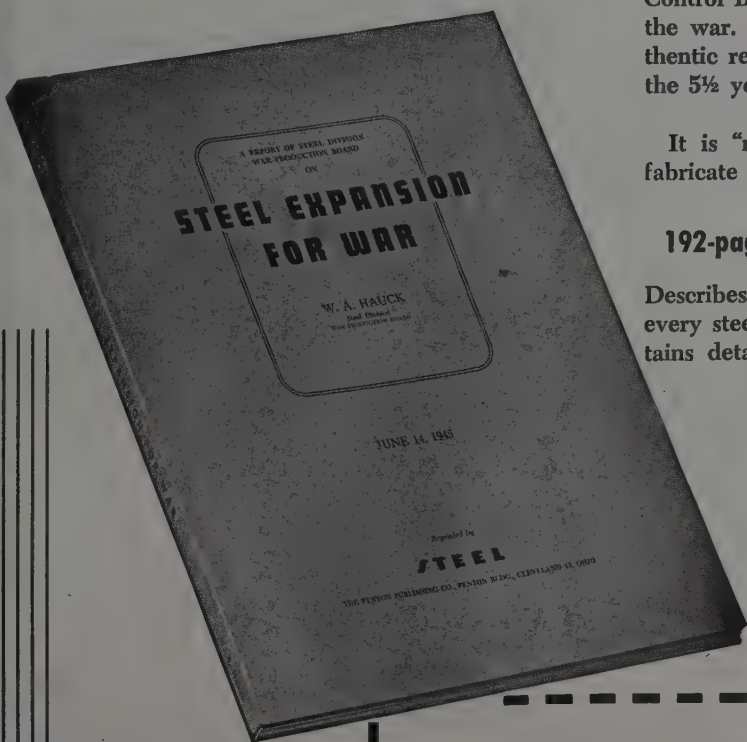 A REPORT OF STEEL DIVISION
WAR PRODUCTION BOARD
ON
STEEL EXPANSION
FOR WAR
W. A. HAUCK
Steel Division
WAR PRODUCTION BOARD
JUNE 14, 1945
Reprinted by
STEEL
THE PENTON PUBLISHING CO., PENTON BLDG., CLEVELAND-13, OHIO
the war.
thentic re
the 5½ ye
It is “
fabricate
192-pag
Describes
every stee
tains deta